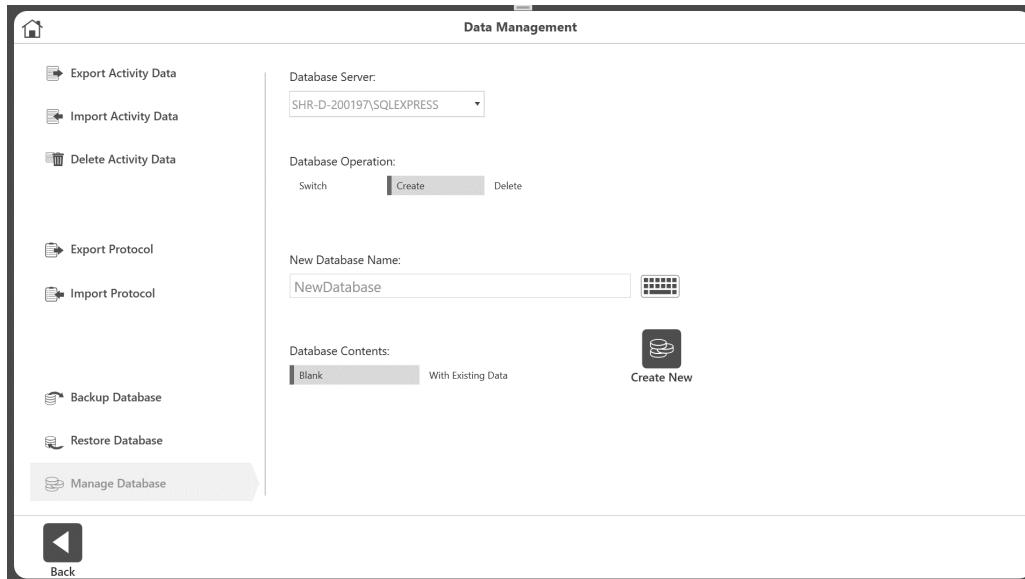 Data Management
Export Activity Data
Import Activity Data
Delete Activity Data
Export Protocol
Import Protocol
Backup Database
Restore Database
Manage Database
Database Server:
SHR-D-200197\SQLEXPRESS
Database Operation:
Switch Create Delete
New Database Name:
NewDatabase
Database Contents:
Blank With Existing Data
Create New
Back